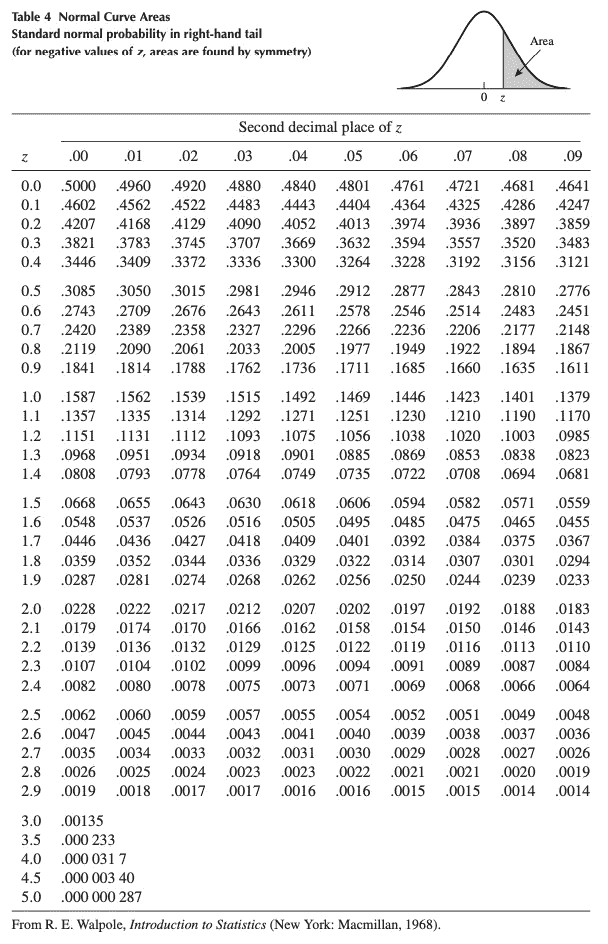 Table 4 Normal Curve Areas
Standard normal probability in right-hand tail
(for negative values of z, areas are found by symmetry)
Area
0 z
Second decimal place of z
z .00 .01 .02 .03 .04 .05 .06 .07 .08 .09
0.0 .5000 .4960 .4920 .4880 .4840 .4801 .4761 .4721 .4681 .4641
0.1 .4602 .4562 .4522 .4483 .4443 .4404 .4364 .4325 .4286 .4247
0.2 .4207 .4168 .4129 .4090 .4052 .4013 .3974 .3936 .3897 .3859
0.3 .3821 .3783 .3745 .3707 .3669 .3632 .3594 .3557 .3520 .3483
0.4 .3446 .3409 .3372 .3336 .3300 .3264 .3228 .3192 .3156 .3121
0.5 .3085 .3050 .3015 .2981 .2946 .2912 .2877 .2843 .2810 .2776
0.6 .2743 .2709 .2676 .2643 .2611 .2578 .2546 .2514 .2483 .2451
0.7 .2420 .2389 .2358 .2327 .2296 .2266 .2236 .2206 .2177 .2148
0.8 .2119 .2090 .2061 .2033 .2005 .1977 .1949 .1922 .1894 .1867
0.9 .1841 .1814 .1788 .1762 .1736 .1711 .1685 .1660 .1635 .1611
1.0 .1587 .1562 .1539 .1515 .1492 .1469 .1446 .1423 .1401 .1379
1.1 .1357 .1335 .1314 .1292 .1271 .1251 .1230 .1210 .1190 .1170
1.2 .1151 .1131 .1112 .1093 .1075 .1056 .1038 .1020 .1003 .0985
1.3 .0968 .0951 .0934 .0918 .0901 .0885 .0869 .0853 .0838 .0823
1.4 .0808 .0793 .0778 .0764 .0749 .0735 .0722 .0708 .0694 .0681
1.5 .0668 .0655 .0643 .0630 .0618 .0606 .0594 .0582 .0571 .0559
1.6 .0548 .0537 .0526 .0516 .0505 .0495 .0485 .0475 .0465 .0455
1.7 .0446 .0436 .0427 .0418 .0409 .0401 .0392 .0384 .0375 .0367
1.8 .0359 .0352 .0344 .0336 .0329 .0322 .0314 .0307 .0301 .0294
1.9 .0287 .0281 .0274 .0268 .0262 .0256 .0250 .0244 .0239 .0233
2.0 .0228 .0222 .0217 .0212 .0207 .0202 .0197 .0192 .0188 .0183
2.1 .0179 .0174 .0170 .0166 .0162 .0158 .0154 .0150 .0146 .0143
2.2 .0139 .0136 .0132 .0129 .0125 .0122 .0119 .0116 .0113 .0110
2.3 .0107 .0104 .0102 .0099 .0096 .0094 .0091 .0089 .0087 .0084
2.4 .0082 .0080 .0078 .0075 .0073 .0071 .0069 .0068 .0066 .0064
2.5 .0062 .0060 .0059 .0057 .0055 .0054 .0052 .0051 .0049 .0048
2.6 .0047 .0045 .0044 .0043 .0041 .0040 .0039 .0038 .0037 .0036
2.7 .0035 .0034 .0033 .0032 .0031 .0030 .0029 .0028 .0027 .0026
2.8 .0026 .0025 .0024 .0023 .0023 .0022 .0021 .0021 .0020 .0019
2.9 .0019 .0018 .0017 .0017 .0016 .0016 .0015 .0015 .0014 .0014
3.0 .00135
3.5 .000 233
4.0 .000 031 7
4.5 .000 003 40
5.0 .000 000 287
From R. E. Walpole, Introduction to Statistics (New York: Macmillan, 1968).